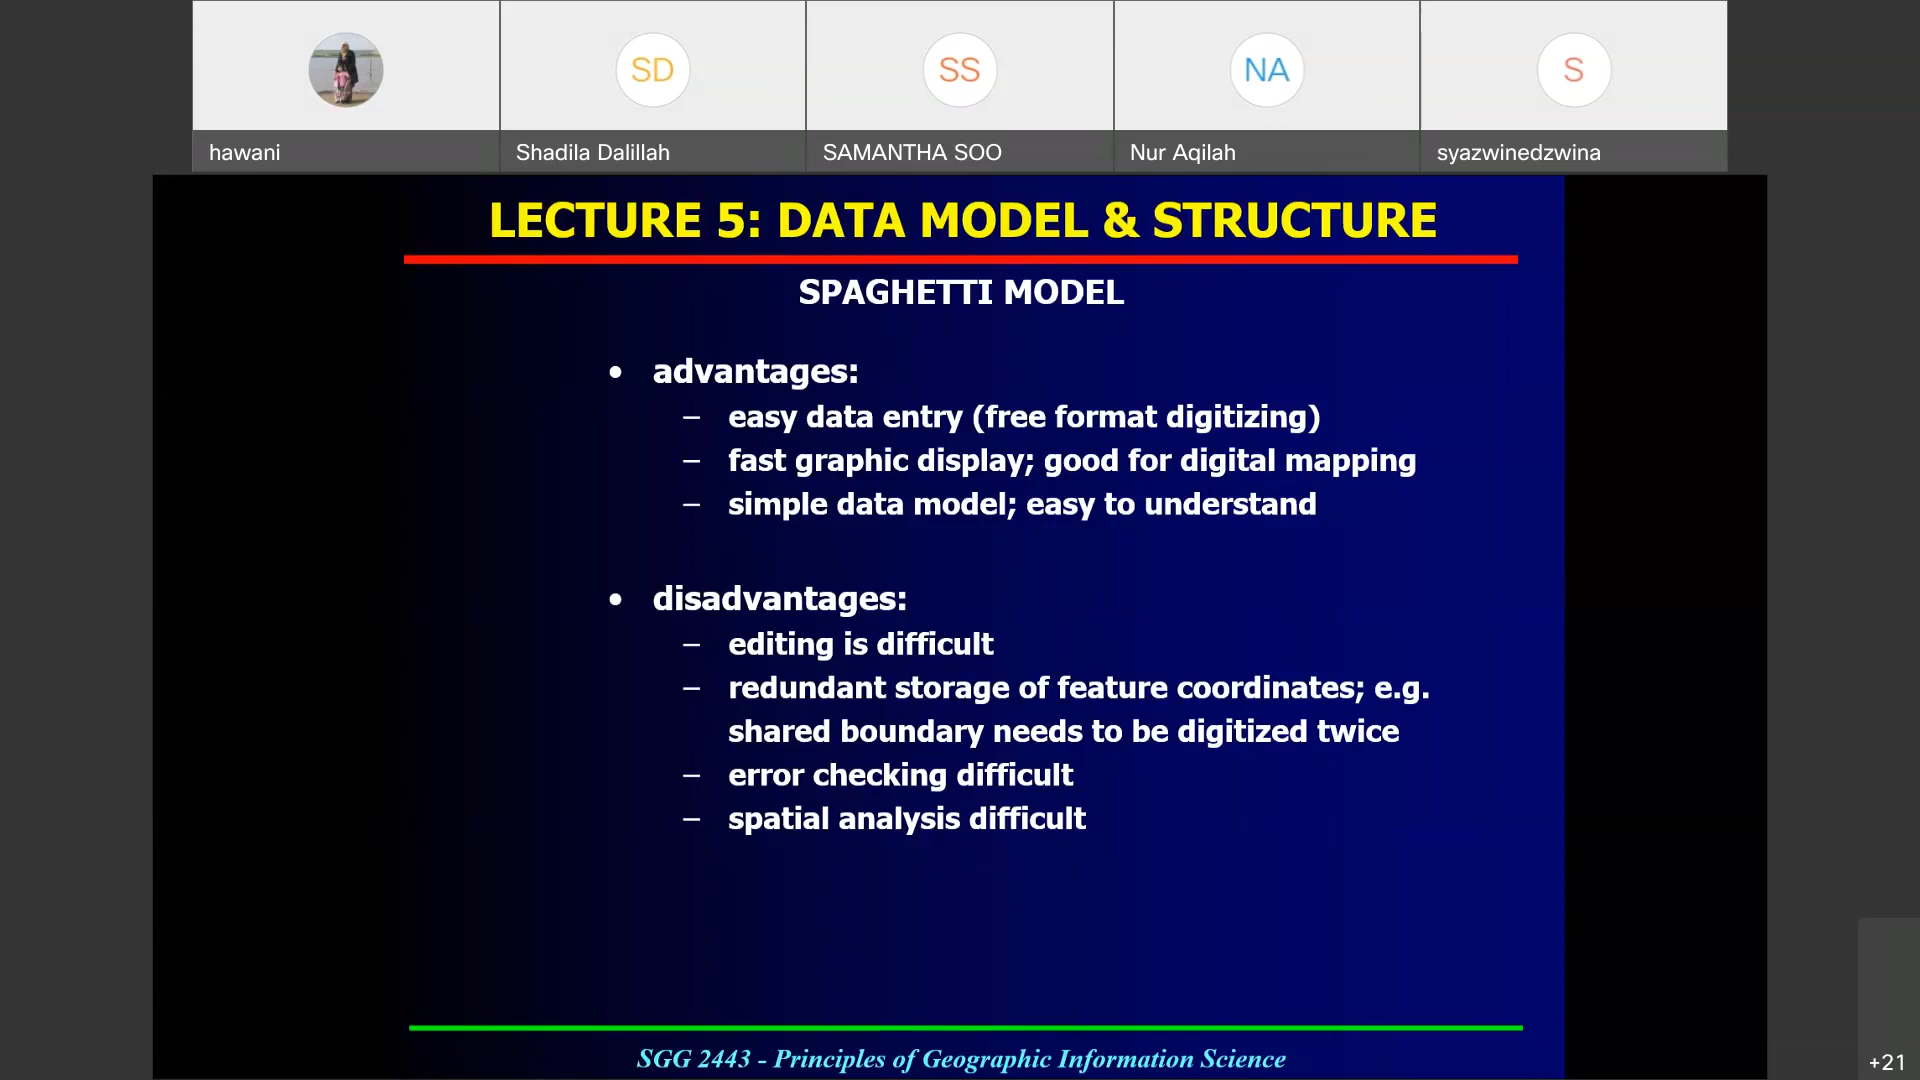 SD
SS
NA
S
hawani
Shadila Dalillah
SAMANTHA SOO
Nur Aqilah
syazwinedzwina
LECTURE 5: DATA MODEL & STRUCTURE
SPAGHETTI MODEL
• advantages:
– easy data entry (free format digitizing)
– fast graphic display; good for digital mapping
– simple data model; easy to understand
• disadvantages:
– editing is difficult
– redundant storage of feature coordinates; e.g.
shared boundary needs to be digitized twice
– error checking difficult
– spatial analysis difficult
SGG 2443 - Principles of Geographic Information Science
+21